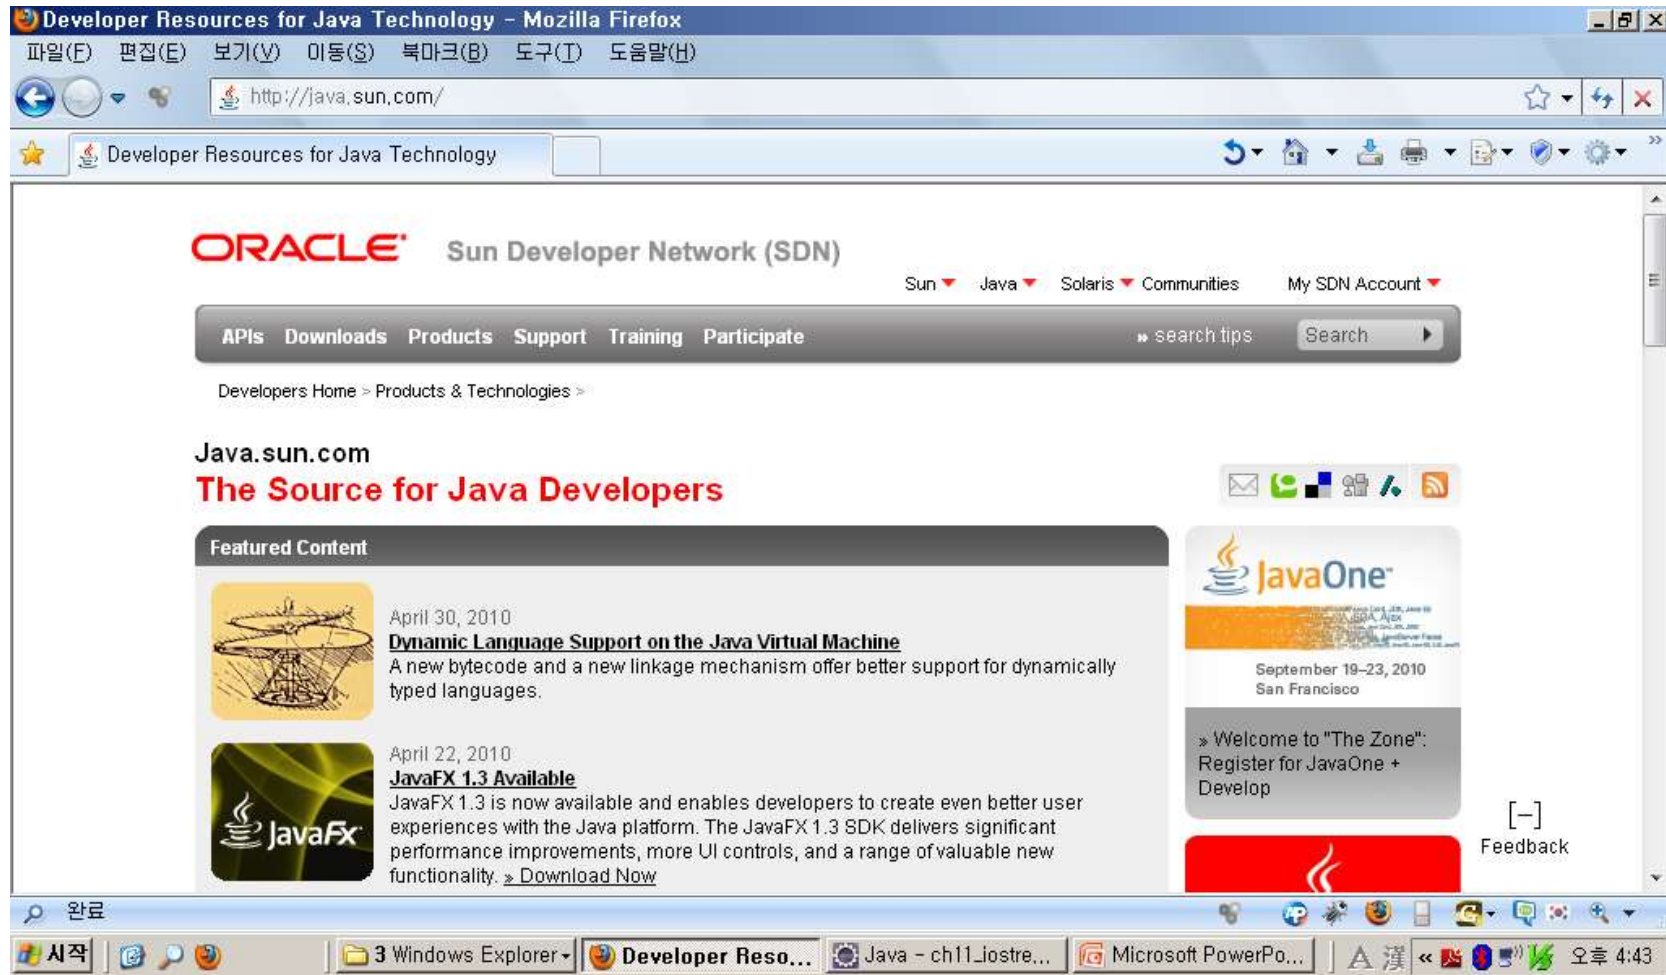 Developer Resources for Java Technology - Mozilla Firefox
파일(F) 편집(E) 보기(V) 이동(S) 북마크(B) 도구(T) 도움말(H)
http://java.sun.com/
Developer Resources for Java Technology
ORACLE Sun Developer Network (SDN)
Sun Java Solaris Communities My SDN Account
APIs Downloads Products Support Training Participate » search tips Search
Developers Home > Products & Technologies >
Java.sun.com
The Source for Java Developers
Featured Content
April 30, 2010
Dynamic Language Support on the Java Virtual Machine
A new bytecode and a new linkage mechanism offer better support for dynamically
typed languages.
April 22, 2010
JavaFX 1.3 Available
JavaFX 1.3 is now available and enables developers to create even better user
experiences with the Java platform. The JavaFX 1.3 SDK delivers significant
performance improvements, more UI controls, and a range of valuable new
functionality. » Download Now
JavaFX
JavaOne
September 19–23, 2010
San Francisco
» Welcome to "The Zone":
Register for JavaOne +
Develop
[–]
Feedback
완료
시작 3 Windows Explorer Developer Reso... Java - ch11_iostre... Microsoft PowerPo... A 漢 « 오후 4:43